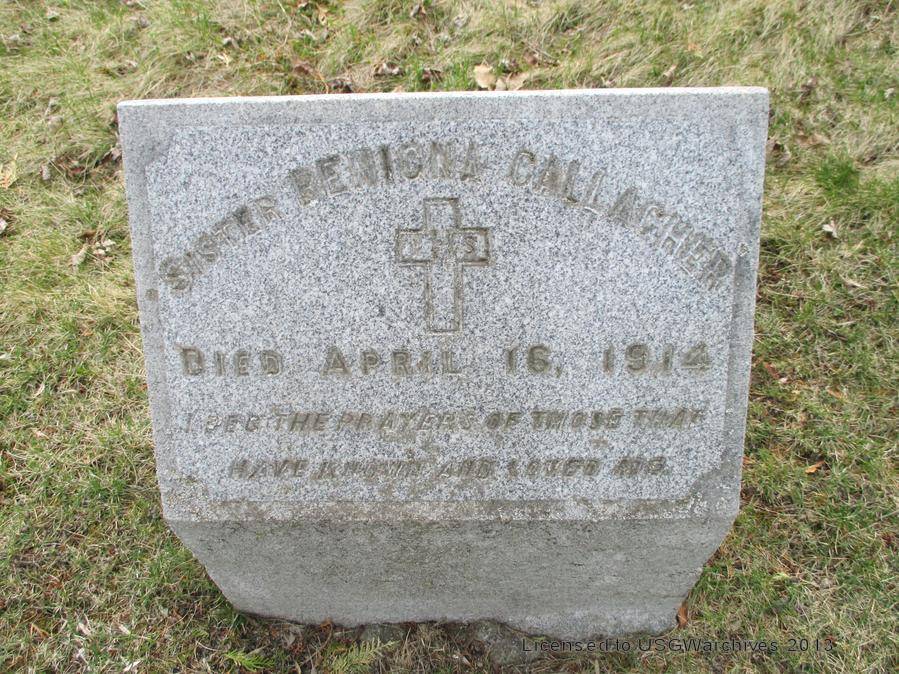 SISTER BENIGNA GALLAGHER
IHS
DIED APRIL 16, 1914
I BEG THE PRAYERS OF THOSE THAT
HAVE KNOWN AND LOVED ME.
Licensed to USGWarchives 2013